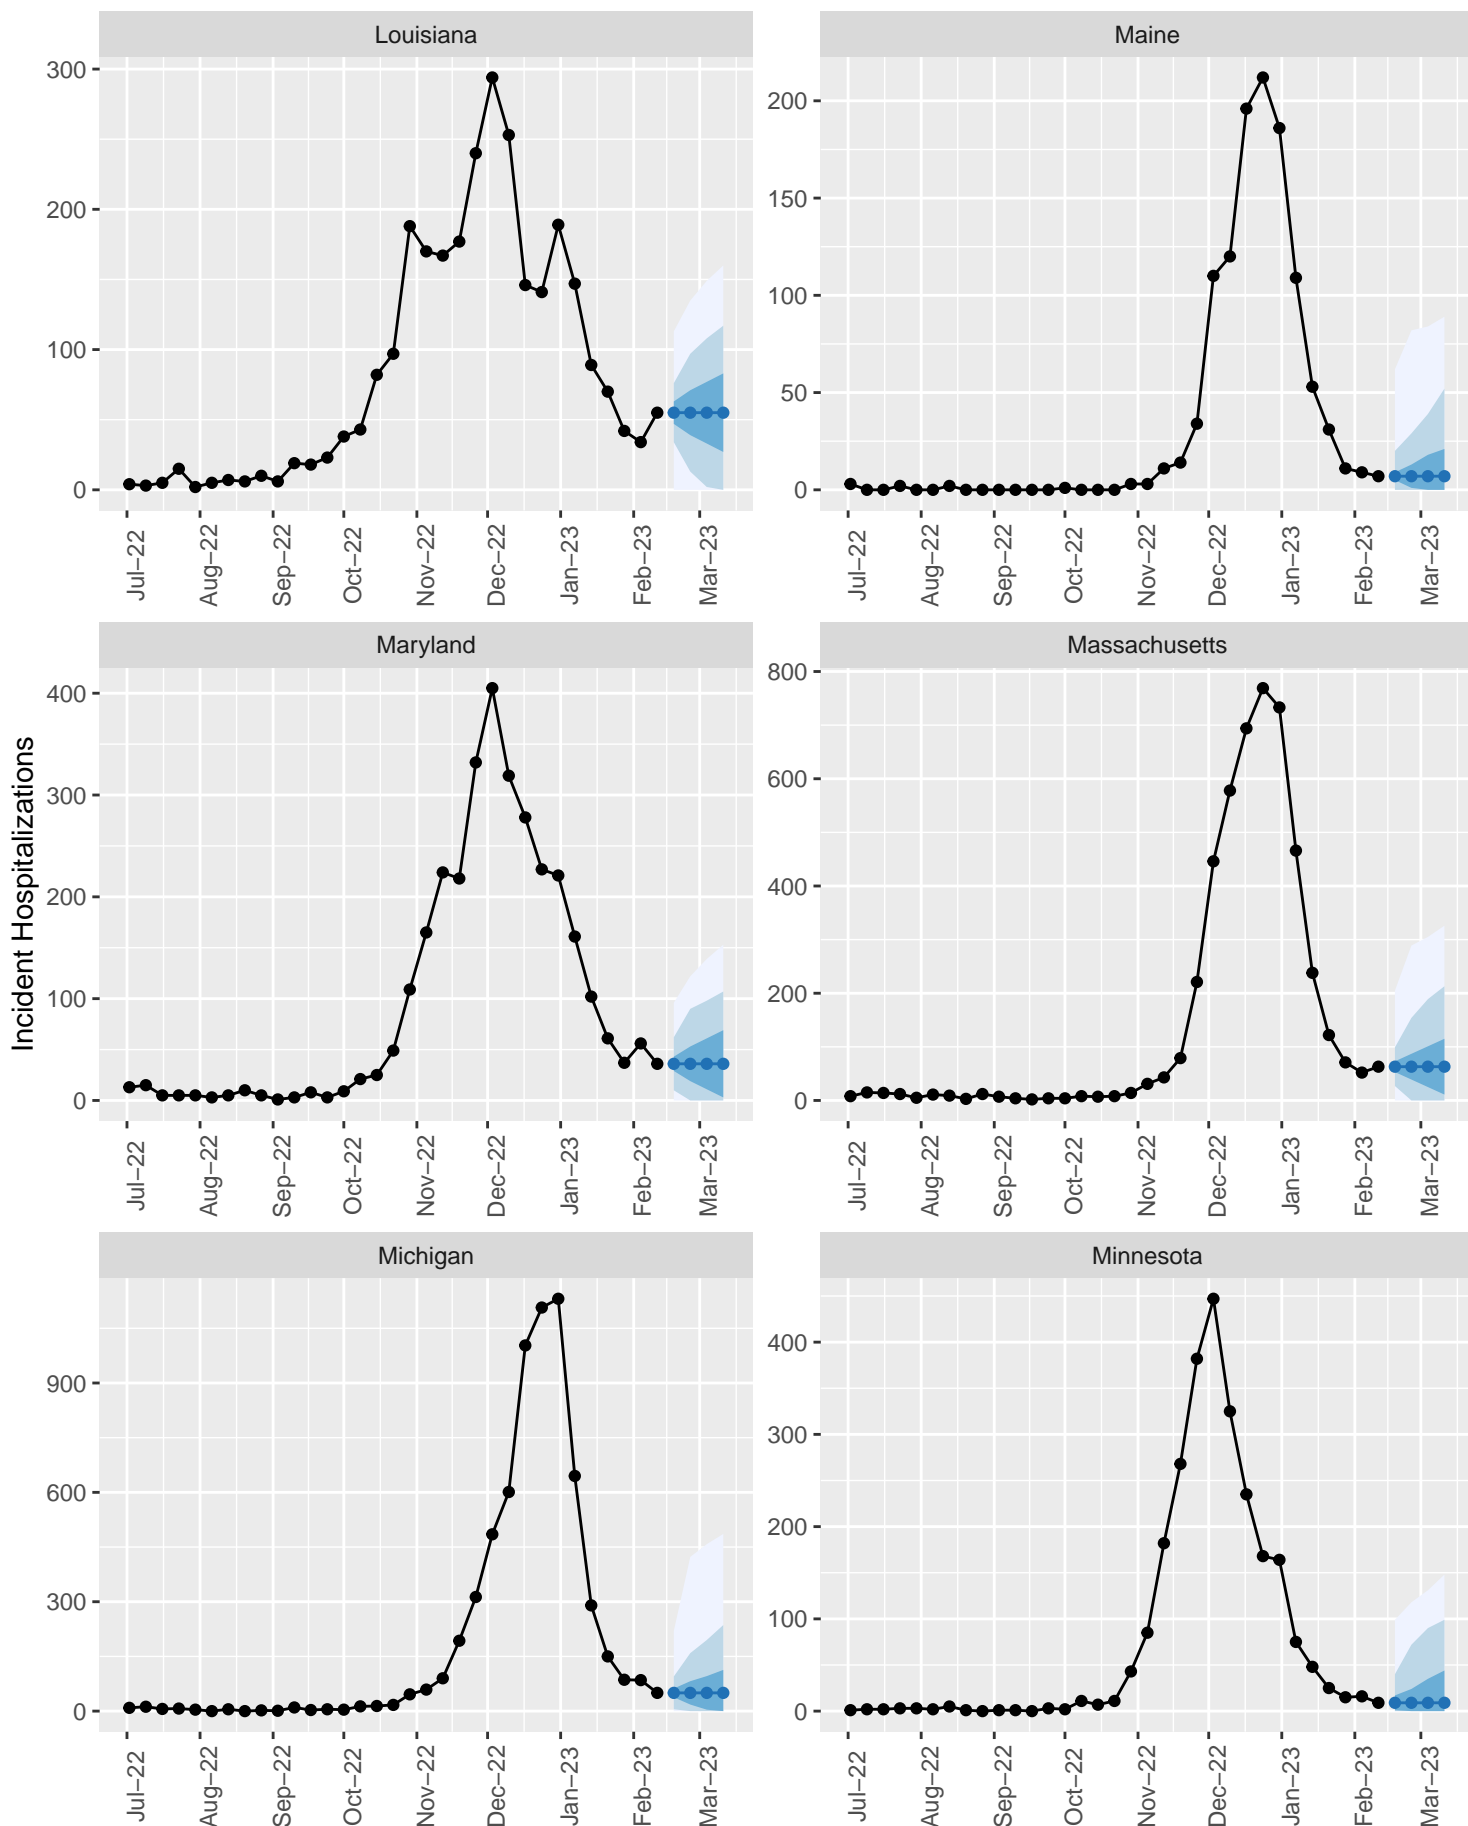 Incident Hospitalizations
Louisiana
300
200
100
0
Jul−22
Aug−22
Sep−22
Oct−22
Nov−22
Dec−22
Jan−23
Feb−23
Mar−23
Maine
200
150
100
50
0
Jul−22
Aug−22
Sep−22
Oct−22
Nov−22
Dec−22
Jan−23
Feb−23
Mar−23
Maryland
400
300
200
100
0
Jul−22
Aug−22
Sep−22
Oct−22
Nov−22
Dec−22
Jan−23
Feb−23
Mar−23
Massachusetts
800
600
400
200
0
Jul−22
Aug−22
Sep−22
Oct−22
Nov−22
Dec−22
Jan−23
Feb−23
Mar−23
Michigan
900
600
300
0
Jul−22
Aug−22
Sep−22
Oct−22
Nov−22
Dec−22
Jan−23
Feb−23
Mar−23
Minnesota
400
300
200
100
0
Jul−22
Aug−22
Sep−22
Oct−22
Nov−22
Dec−22
Jan−23
Feb−23
Mar−23